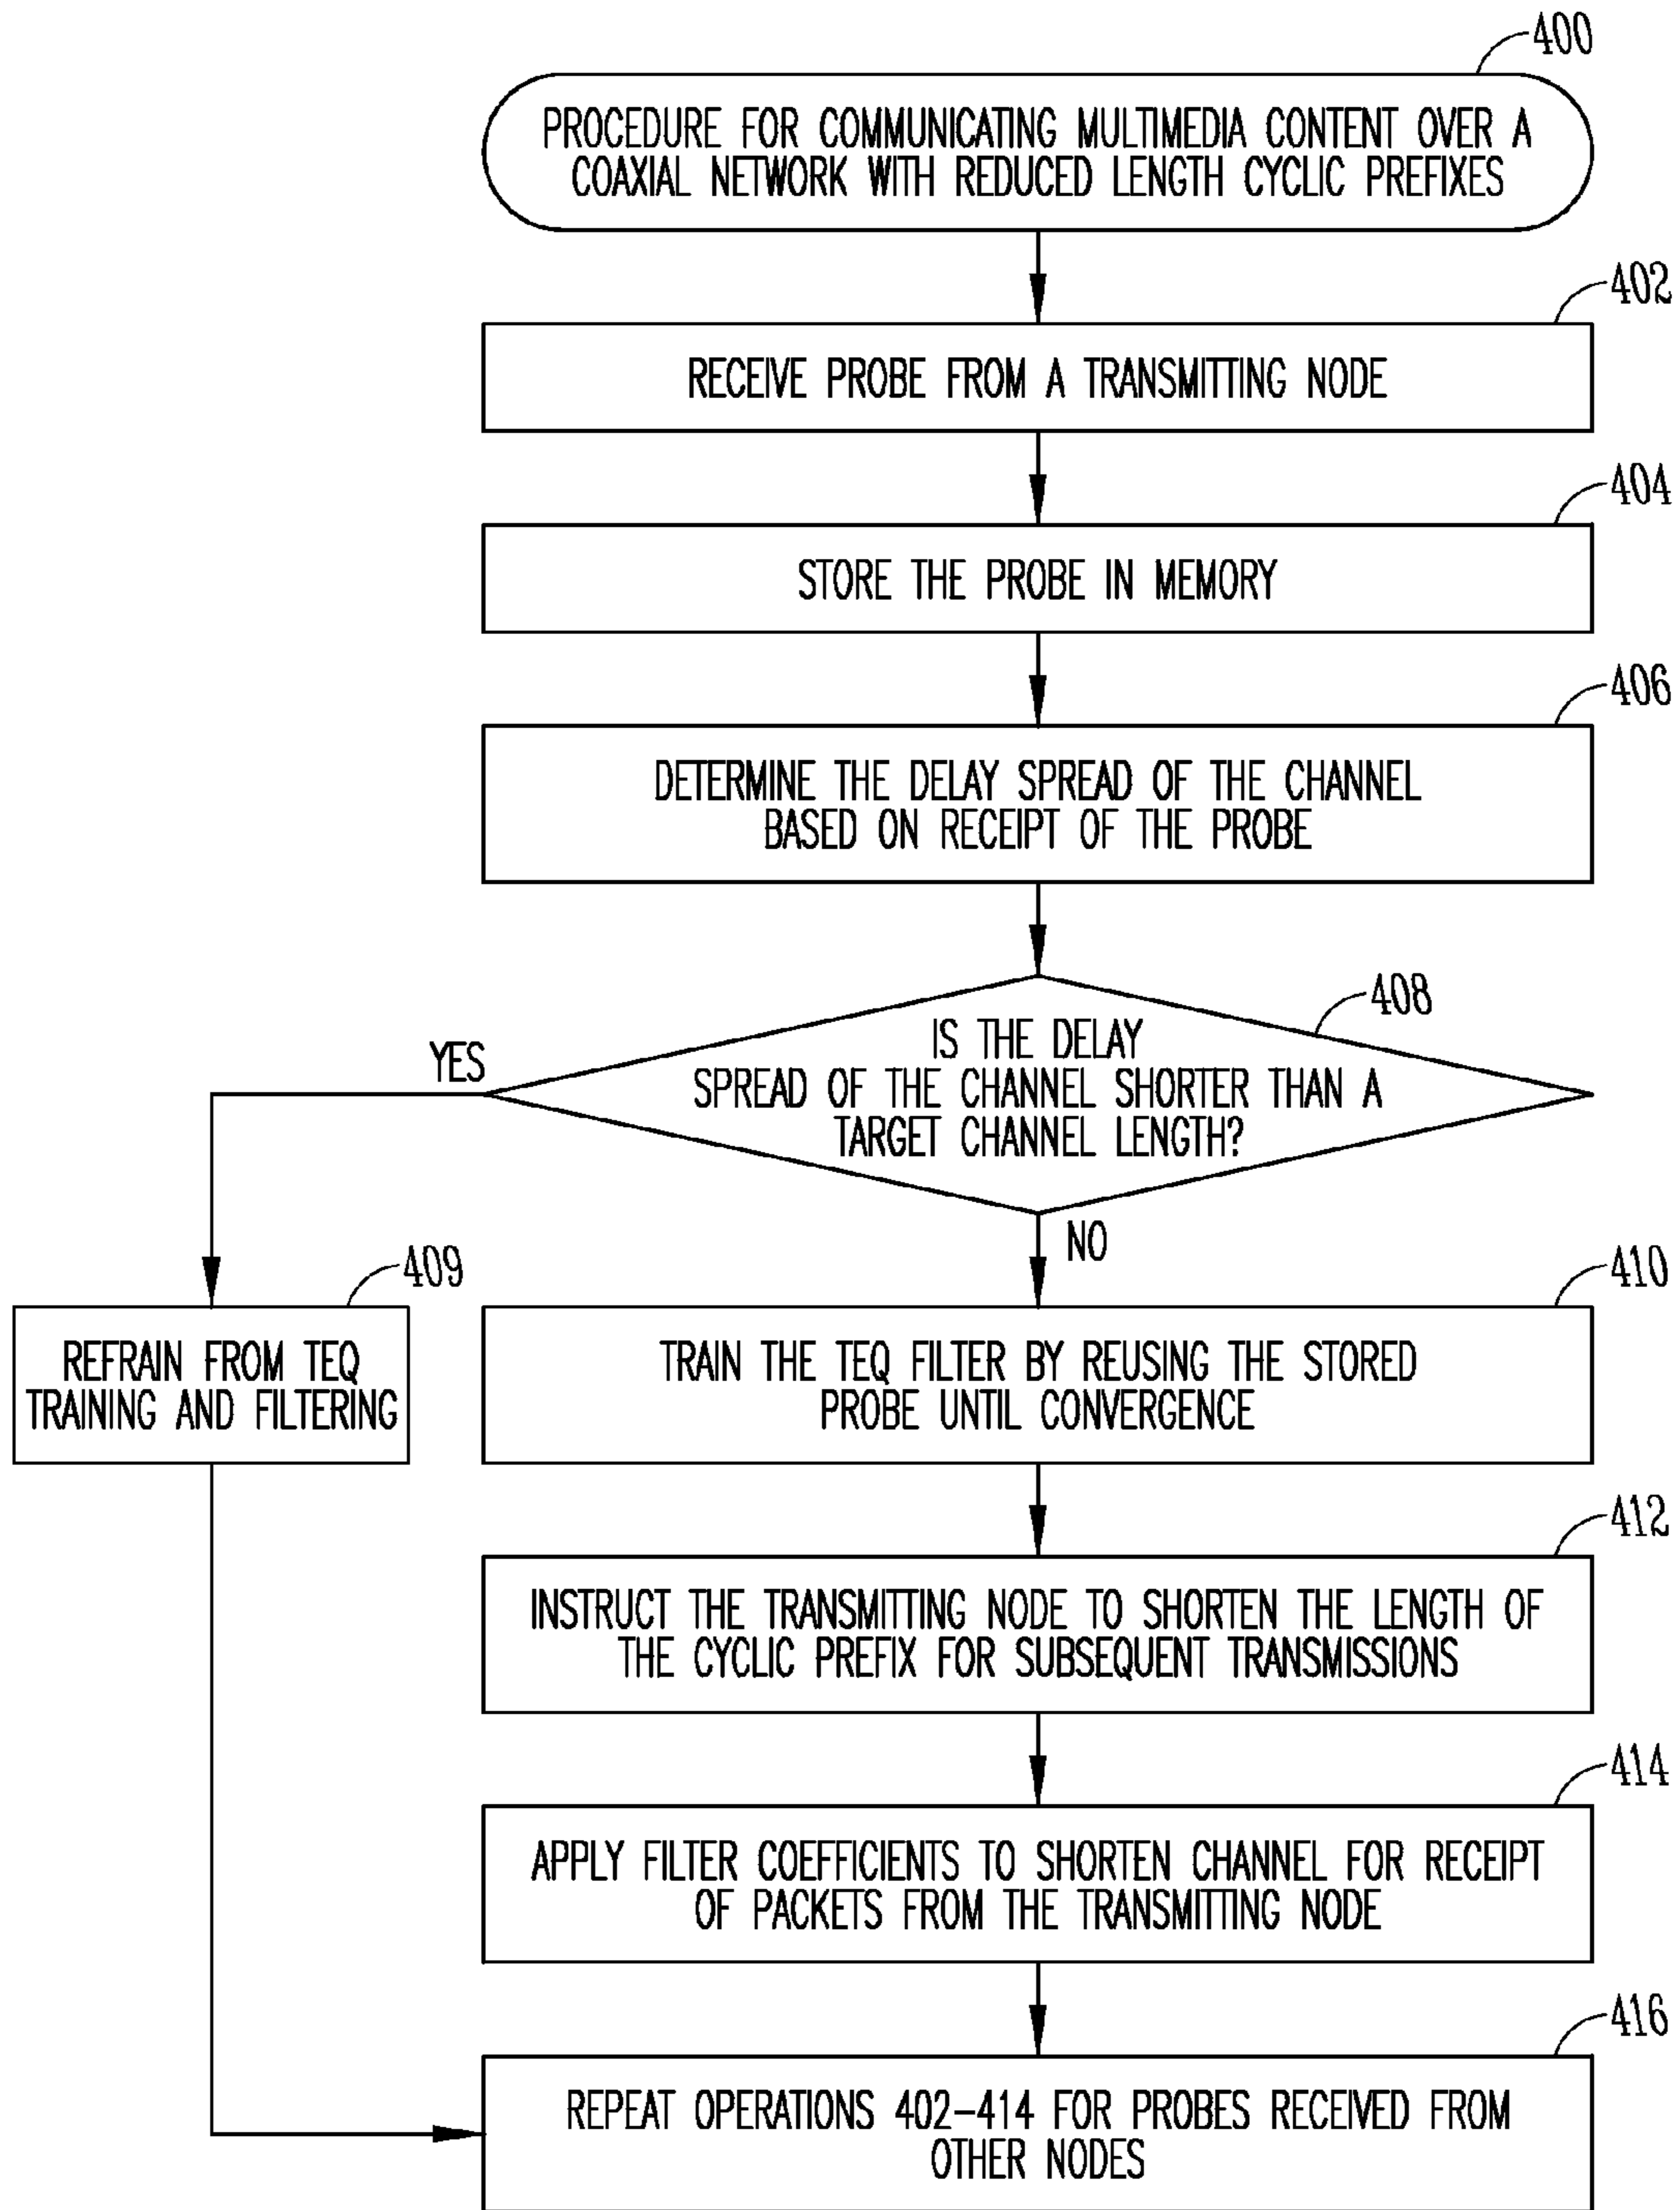 400
PROCEDURE FOR COMMUNICATING MULTIMEDIA CONTENT OVER A
COAXIAL NETWORK WITH REDUCED LENGTH CYCLIC PREFIXES
402
RECEIVE PROBE FROM A TRANSMITTING NODE
404
STORE THE PROBE IN MEMORY
406
DETERMINE THE DELAY SPREAD OF THE CHANNEL
BASED ON RECEIPT OF THE PROBE
408
IS THE DELAY
SPREAD OF THE CHANNEL SHORTER THAN A
TARGET CHANNEL LENGTH?
YES
NO
409
REFRAIN FROM TEQ
TRAINING AND FILTERING
410
TRAIN THE TEQ FILTER BY REUSING THE STORED
PROBE UNTIL CONVERGENCE
412
INSTRUCT THE TRANSMITTING NODE TO SHORTEN THE LENGTH OF
THE CYCLIC PREFIX FOR SUBSEQUENT TRANSMISSIONS
414
APPLY FILTER COEFFICIENTS TO SHORTEN CHANNEL FOR RECEIPT
OF PACKETS FROM THE TRANSMITTING NODE
416
REPEAT OPERATIONS 402–414 FOR PROBES RECEIVED FROM
OTHER NODES